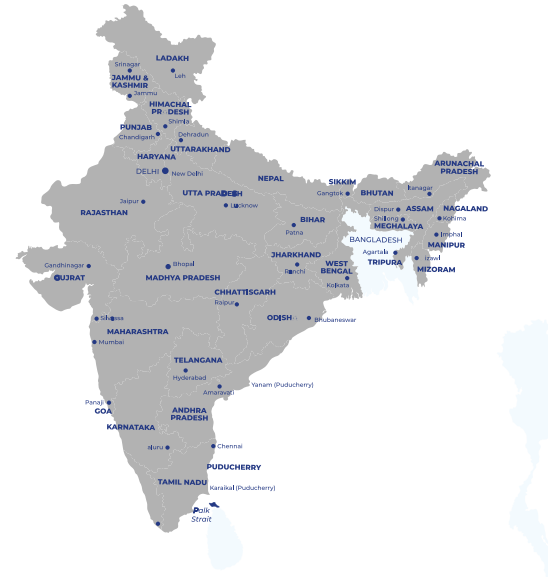 LADAKH
Srinagar
Leh
JAMMU &
KASHMIR
Jammu
HIMACHAL
PR DESH
Shimla
PUNJAB
Chandigarh
Dehradun
UTTARAKHAND
HARYANA
DELHI
New Delhi
NEPAL
SIKKIM
Gangtok
BHUTAN
ARUNACHAL
PRADESH
Itanagar
UTTA PRADESH
Lucknow
Jaipur
RAJASTHAN
Dispur
ASSAM
NAGALAND
Shillong
Kohima
MEGHALAYA
BIHAR
Patna
Imphal
MANIPUR
BANGLADESH
Agartala
TRIPURA
izawl
MIZORAM
JHARKHAND
Ranchi
WEST
BENGAL
Kolkata
Gandhinagar
GUJRAT
Bhopal
MADHYA PRADESH
CHHATTISGARH
Raipur
ODISH
Bhubaneswar
Silvassa
MAHARASHTRA
Mumbai
TELANGANA
Hyderabad
Amaravati
Yanam (Puducherry)
Panaji
GOA
ANDHRA
PRADESH
KARNATAKA
aluru
Chennai
PUDUCHERRY
TAMIL NADU
Karaikal (Puducherry)
Palk
Strait